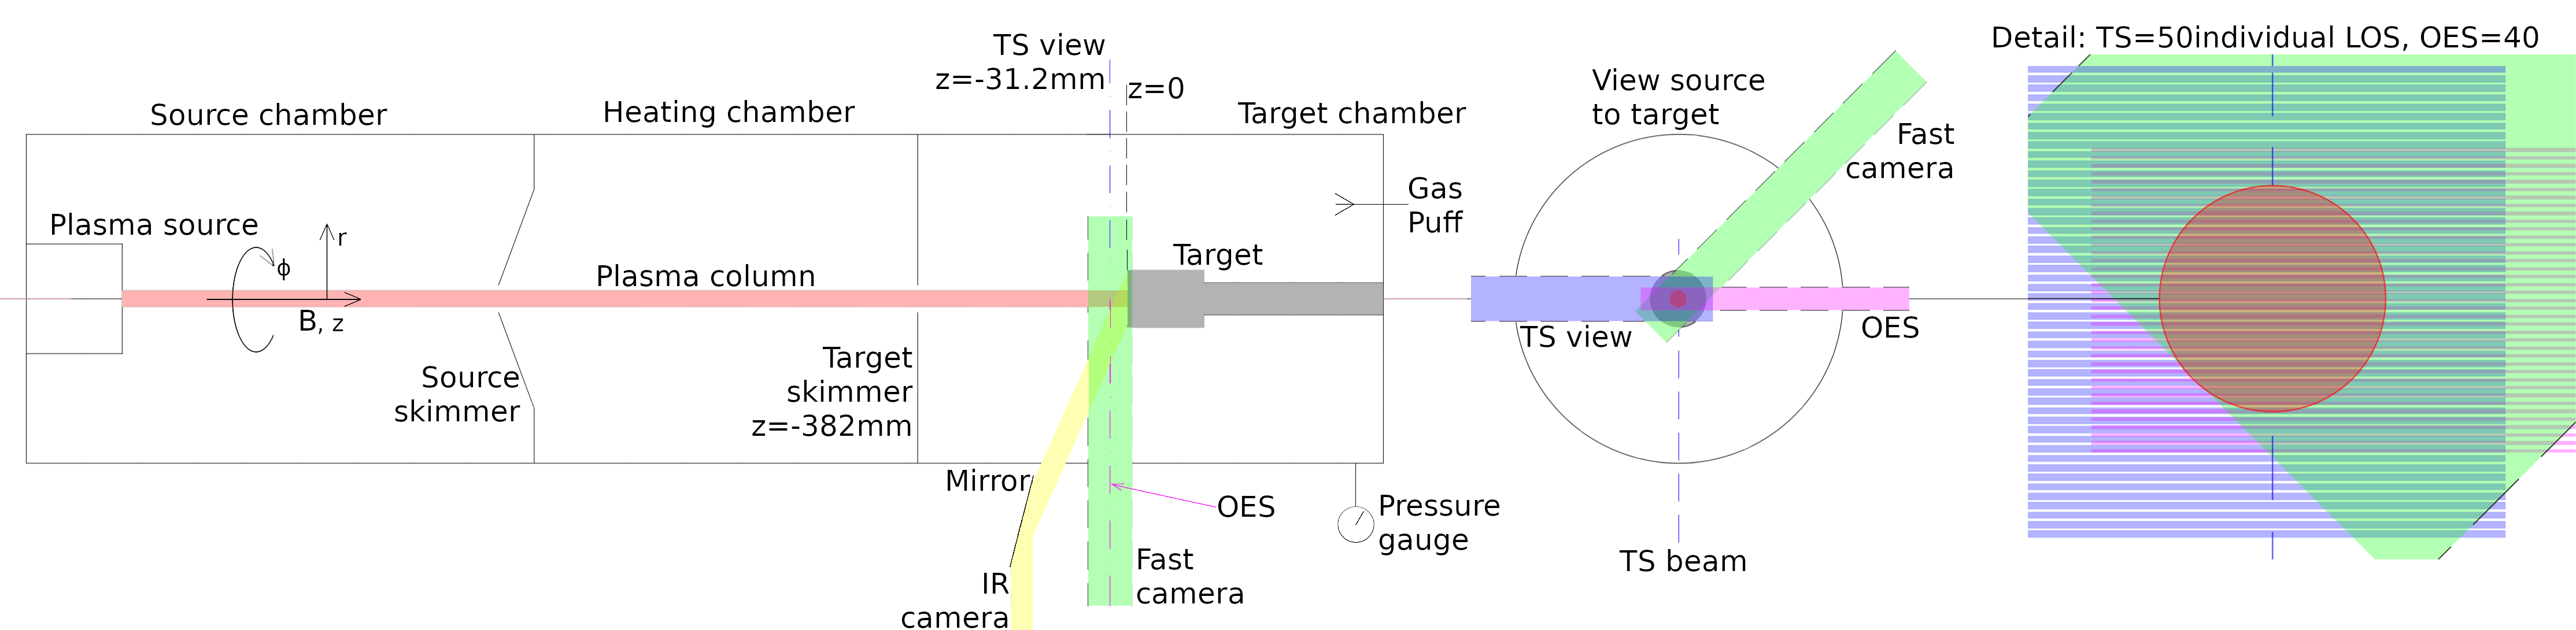 TS view
z=-31.2mm
z=0
Source chamber
Heating chamber
Target chamber
Plasma source
r
ϕ
B, z
Plasma column
Source
skimmer
Target
skimmer
z=-382mm
Target
Gas
Puff
Mirror
IR
camera
OES
Fast
camera
Pressure
gauge
View source
to target
Fast
camera
TS view
OES
TS beam
Detail: TS=50individual LOS, OES=40